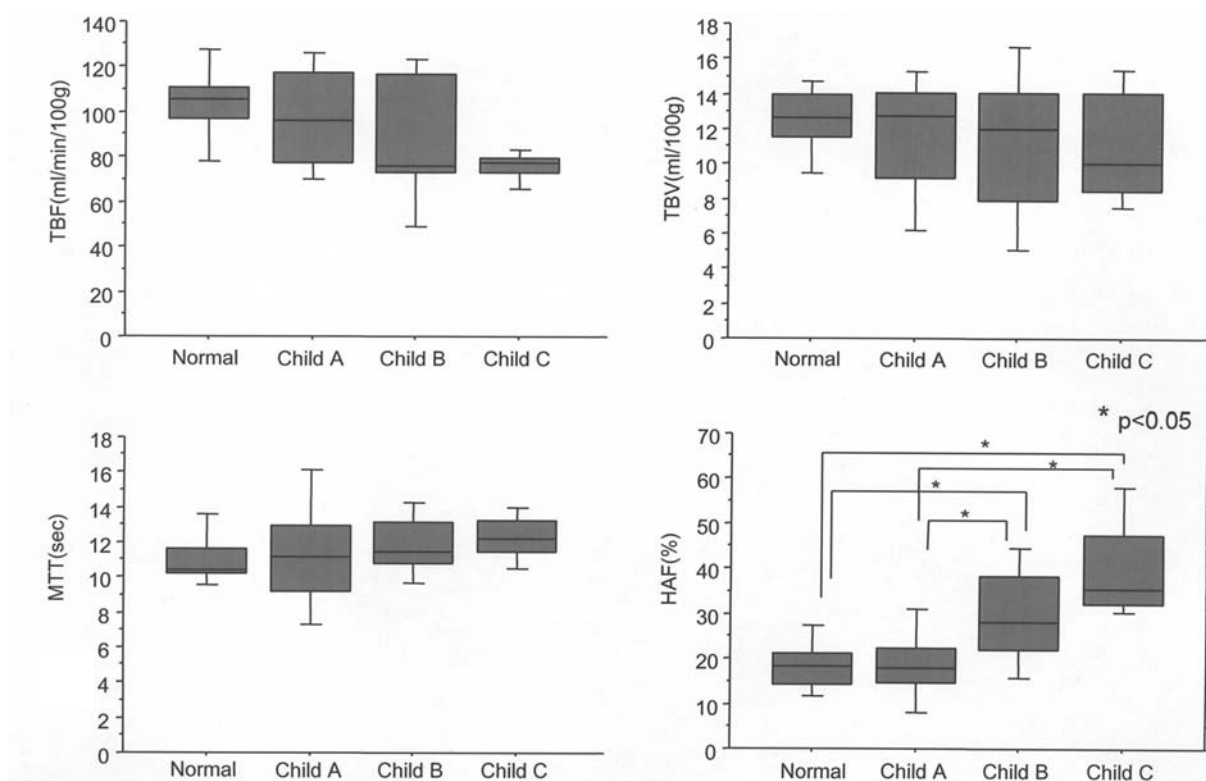 140
120
100
80
60
40
20
0
TBF(ml/min/100g)
Normal
Child A
Child B
Child C
18
16
14
12
10
8
6
4
2
0
TBV(ml/100g)
Normal
Child A
Child B
Child C
18
16
14
12
10
8
6
4
2
0
MTT(sec)
Normal
Child A
Child B
Child C
* p<0.05
70
60
50
40
30
20
10
0
HAF(%)
*
*
*
*
Normal
Child A
Child B
Child C